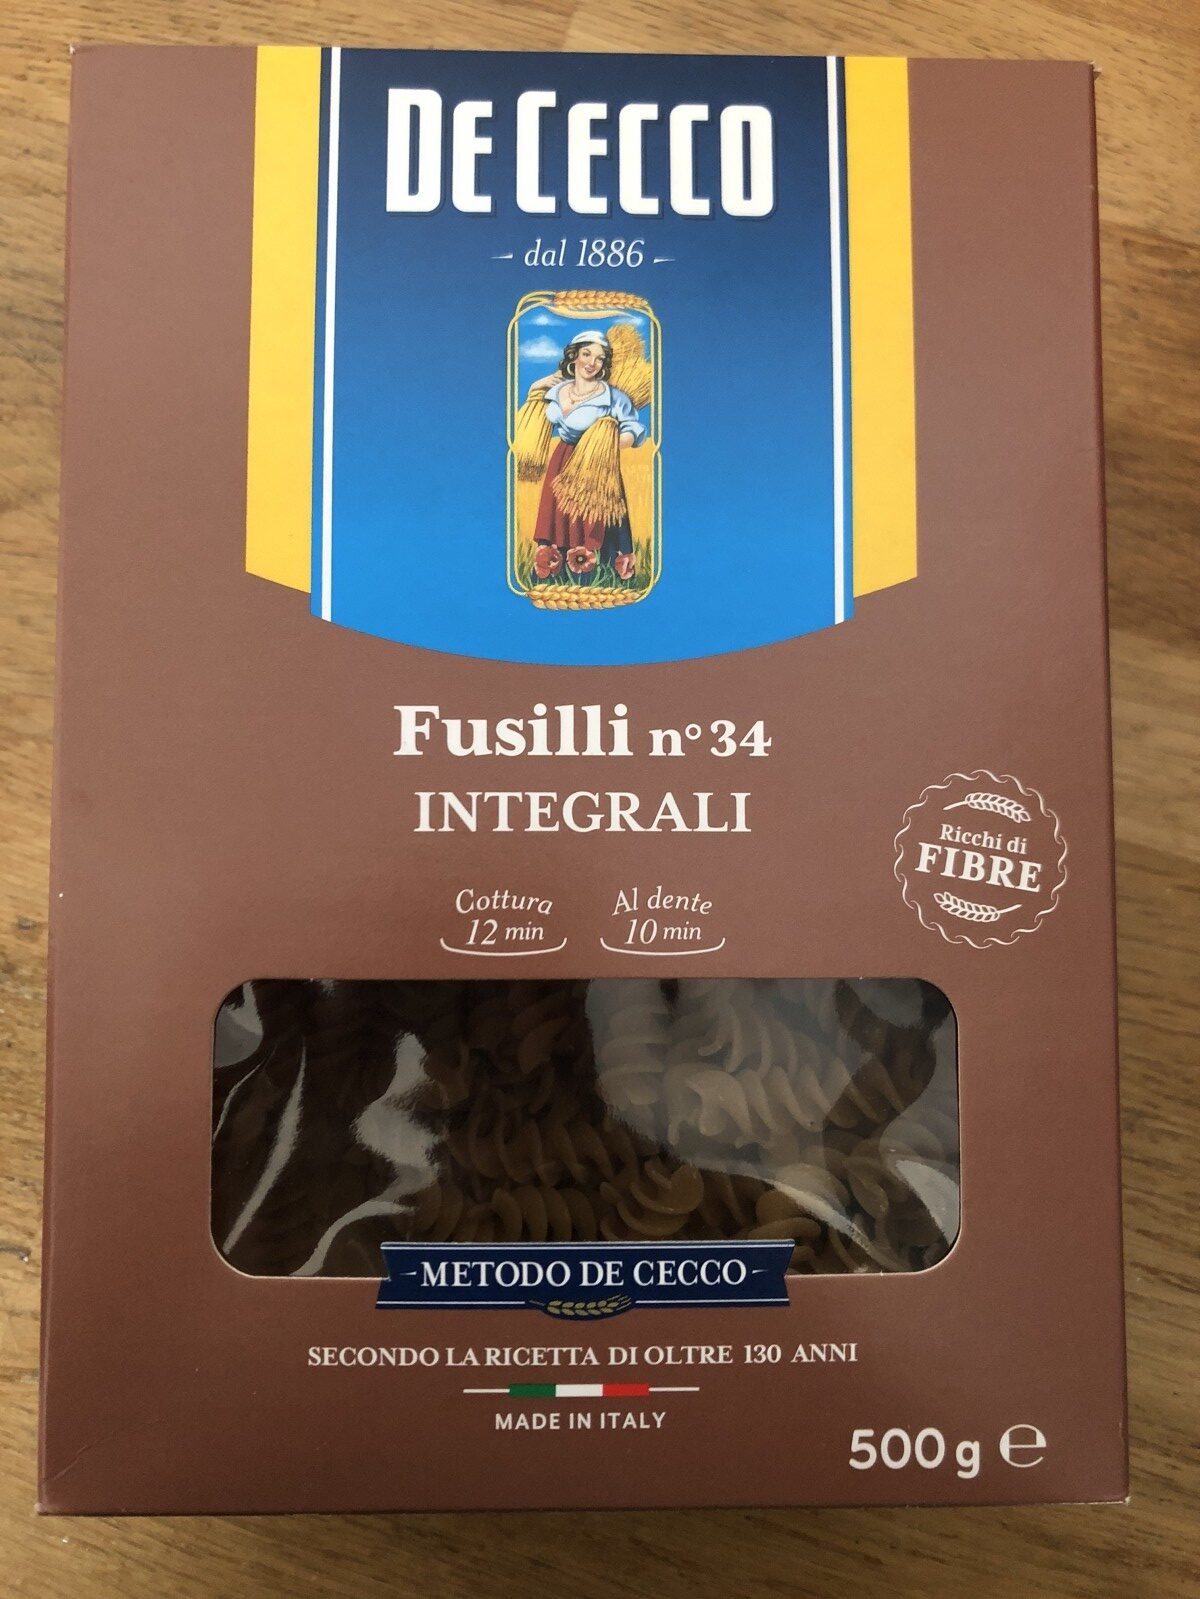 DE CECCO
dal 1886
Fusilli n° 34
INTEGRALI
Ricchi di
FIBRE
Cottura
12 min
Al dente
10 min
METODO DE CECCO
SECONDO LA RICETTA DI OLTRE 130 ANNI
MADE IN ITALY
500 g ℮